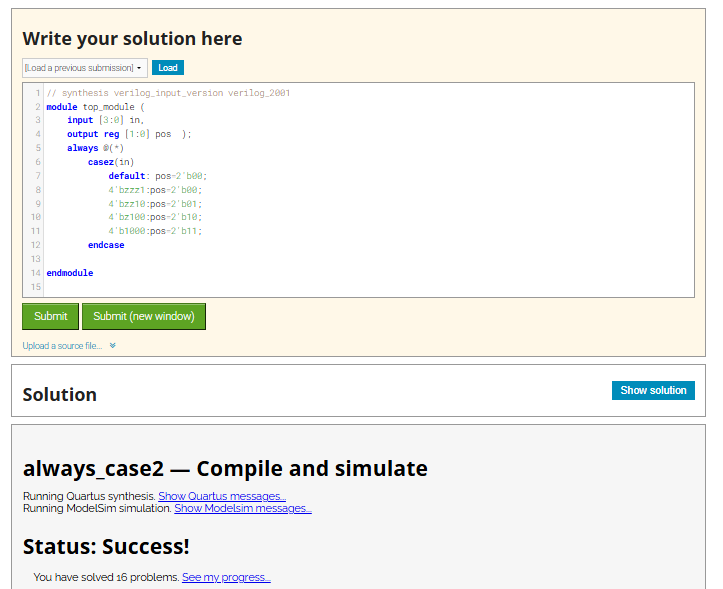 Write your solution here
[Load a previous submission]
Load
1 // synthesis verilog_input_version verilog_2001
2 module top_module (
3 input [3:0] in,
4 output reg [1:0] pos );
5 always @(*)
6 casez(in)
7 default: pos=2'b00;
8 4'bzzz1:pos=2'b00;
9 4'bzz10:pos=2'b01;
10 4'bz100:pos=2'b10;
11 4'b1000:pos=2'b11;
12 endcase
13
14 endmodule
15
Submit
Submit (new window)
Upload a source file...
Solution
Show solution
always_case2 — Compile and simulate
Running Quartus synthesis. Show Quartus messages...
Running ModelSim simulation. Show Modelsim messages...
Status: Success!
You have solved 16 problems. See my progress...